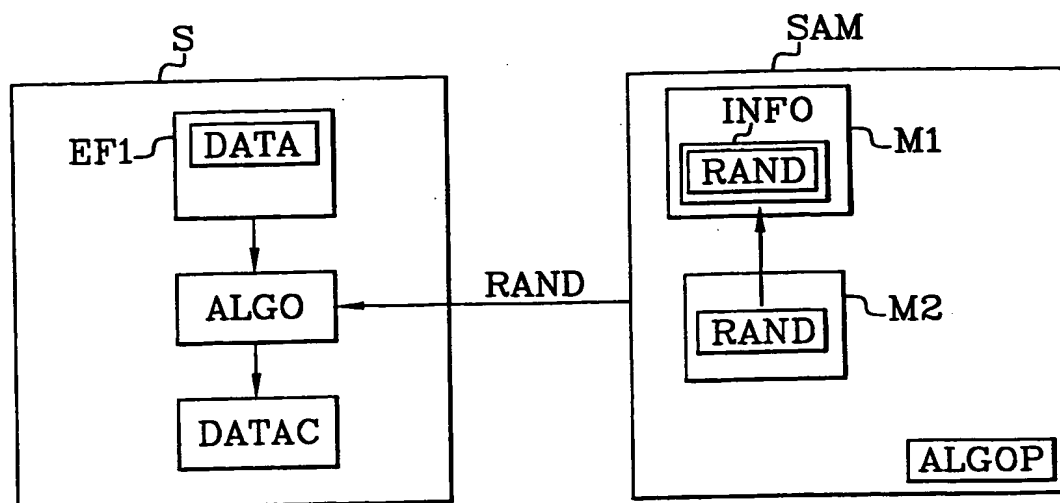 S
EF1
DATA
ALGO
DATAC
RAND
SAM
INFO
RAND
M1
RAND
M2
ALGOP